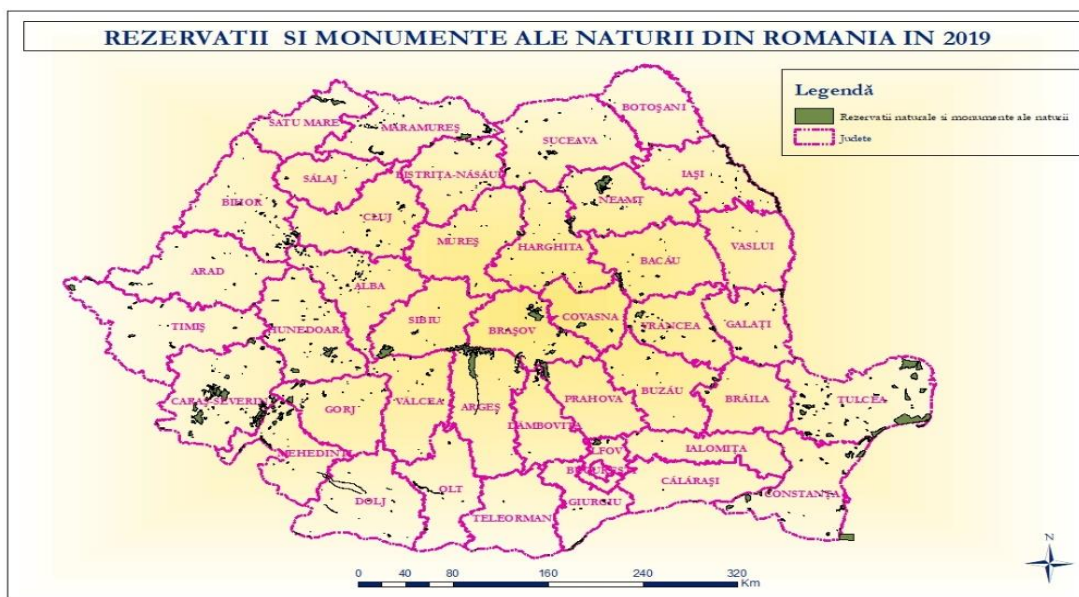 REZERVATII SI MONUMENTE ALE NATURII DIN ROMANIA IN 2019
Legendă
Rezervatii naturale si monumente ale naturii
Judete
BOTOŞANI
SATU MARE
MARAMUREŞ
SUCEAVA
SĂLAJ
BISTRIŢA-NĂSĂUD
IAŞI
BIHOR
NEAMŢ
CLUJ
MUREŞ
HARGHITA
VASLUI
BACĂU
ARAD
ALBA
SIBIU
COVASNA
TIMIŞ
HUNEDOARA
BRAŞOV
VRANCEA
GALAŢI
CARAŞ-SEVERIN
GORJ
VÂLCEA
ARGEŞ
PRAHOVA
BUZĂU
BRĂILA
TULCEA
DAMBOVIŢA
MEHEDINŢI
ILFOV
IALOMIŢA
BUCUREŞTI
CĂLĂRAŞI
CONSTANŢA
OLT
DOLJ
GIURGIU
TELEORMAN
N
0 40 80 160 240 320
Km